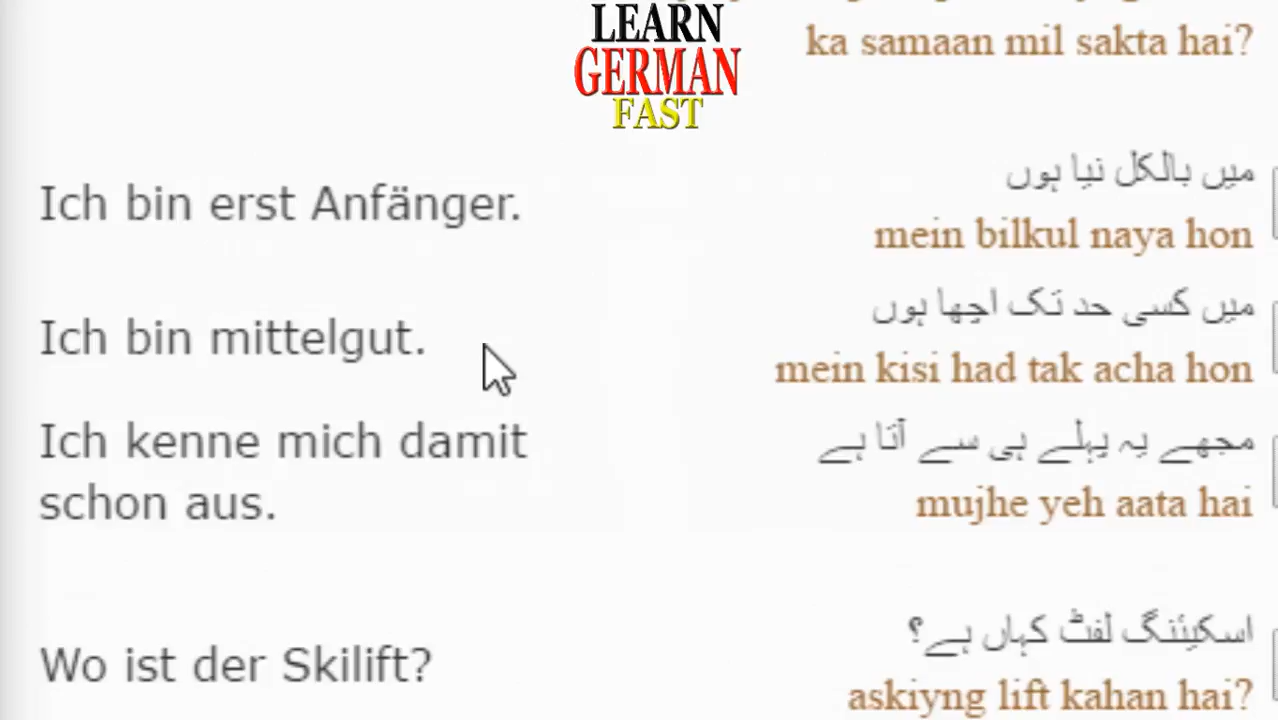 LEARN
GERMAN
FAST
ka samaan mil sakta hai?
Ich bin erst Anfänger.
میں بالکل نیا ہوں
mein bilkul naya hon
Ich bin mittelgut.
میں کسی حد تک اچھا ہوں
mein kisi had tak acha hon
Ich kenne mich damit
schon aus.
مجھے یہ پہلے ہی سے آتا ہے
mujhe yeh aata hai
Wo ist der Skilift?
اسکیئنگ لفٹ کہاں ہے؟
askiyng lift kahan hai?